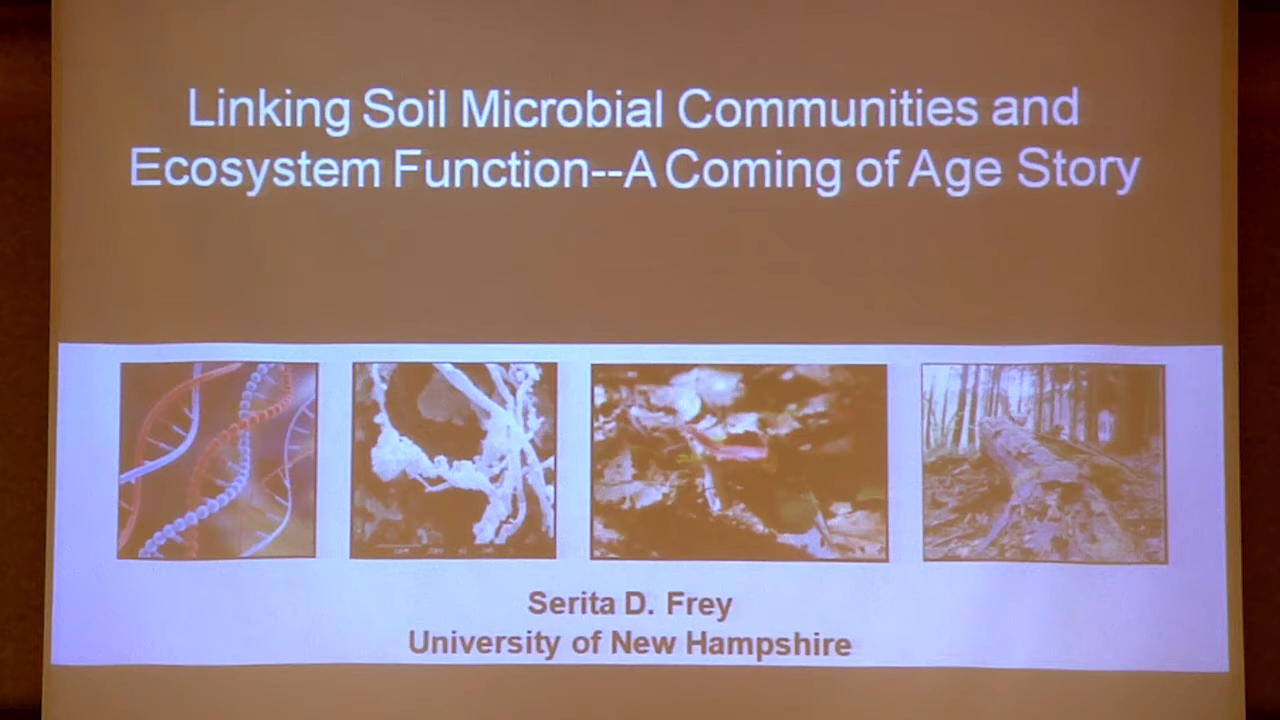 Linking Soil Microbial Communities and
Ecosystem Function--A Coming of Age Story
Serita D. Frey
University of New Hampshire